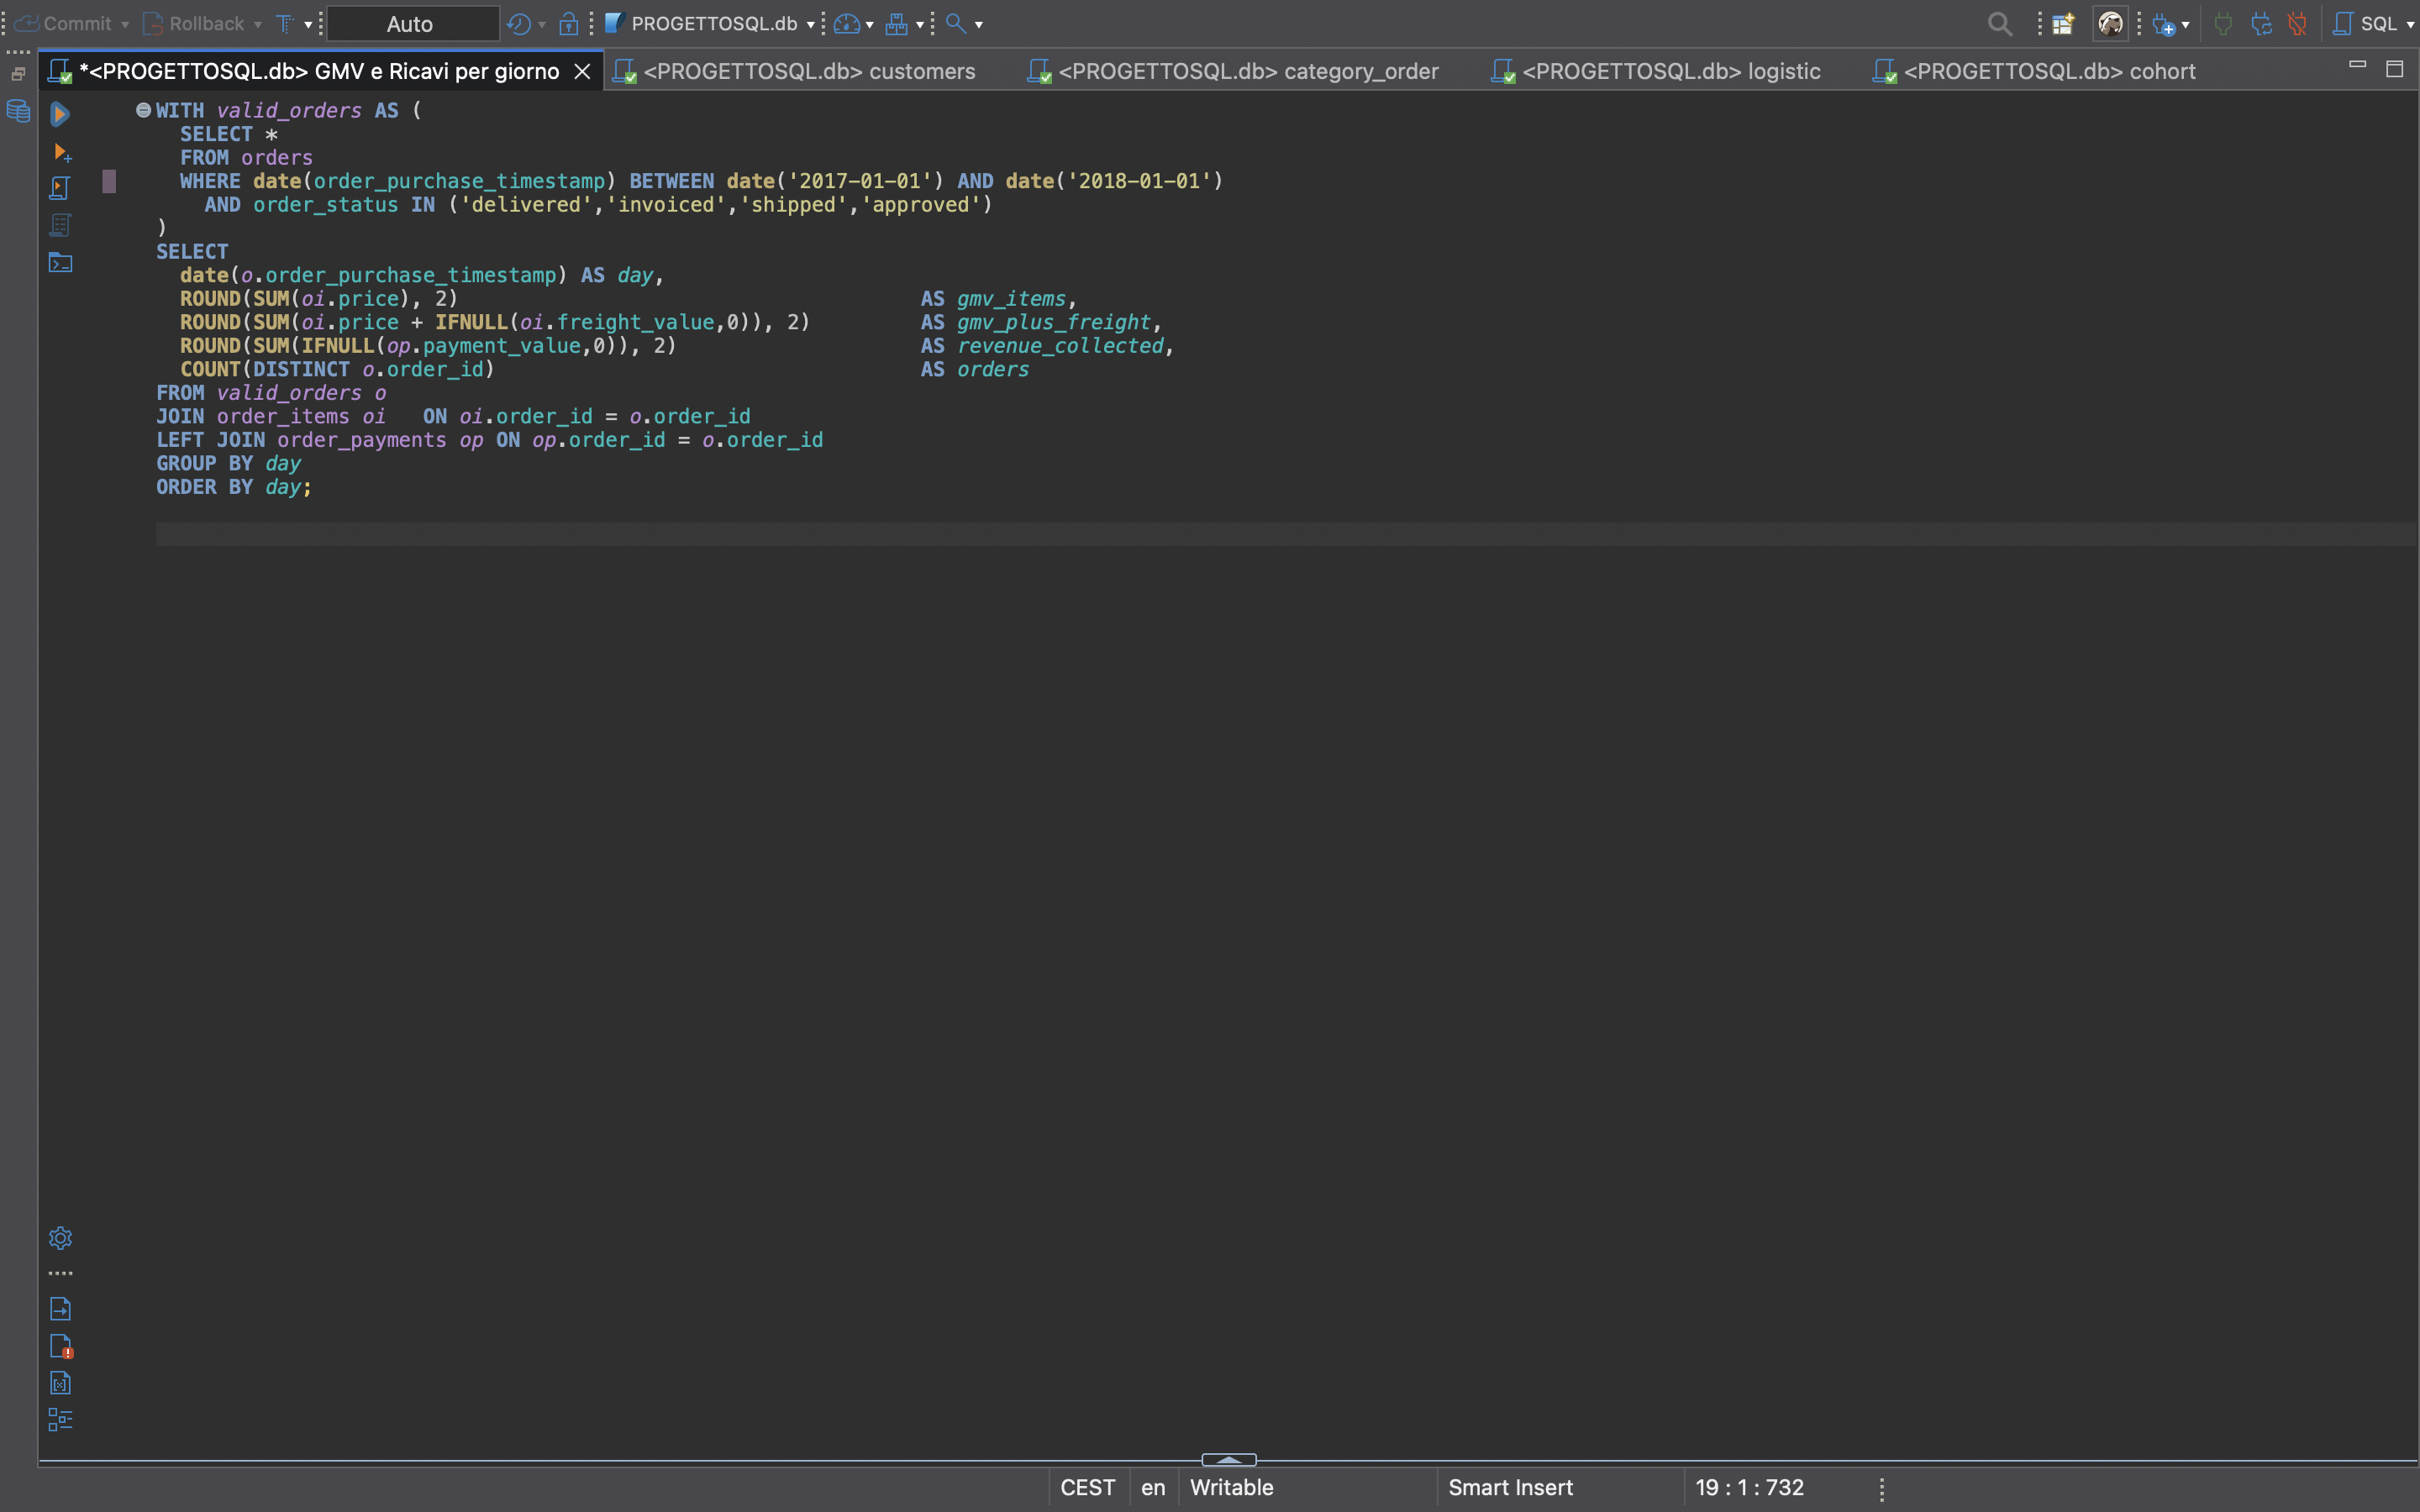 Commit Rollback Auto PROGETTOSQL.db SQL
*<PROGETTOSQL.db> GMV e Ricavi per giorno <PROGETTOSQL.db> customers <PROGETTOSQL.db> category_order <PROGETTOSQL.db> logistic <PROGETTOSQL.db> cohort
WITH valid_orders AS (
  SELECT *
  FROM orders
  WHERE date(order_purchase_timestamp) BETWEEN date('2017-01-01') AND date('2018-01-01')
    AND order_status IN ('delivered','invoiced','shipped','approved')
)
SELECT
  date(o.order_purchase_timestamp) AS day,
  ROUND(SUM(oi.price), 2) AS gmv_items,
  ROUND(SUM(oi.price + IFNULL(oi.freight_value,0)), 2) AS gmv_plus_freight,
  ROUND(SUM(IFNULL(op.payment_value,0)), 2) AS revenue_collected,
  COUNT(DISTINCT o.order_id) AS orders
FROM valid_orders o
JOIN order_items oi   ON oi.order_id = o.order_id
LEFT JOIN order_payments op ON op.order_id = o.order_id
GROUP BY day
ORDER BY day;
CEST en Writable Smart Insert 19 : 1 : 732